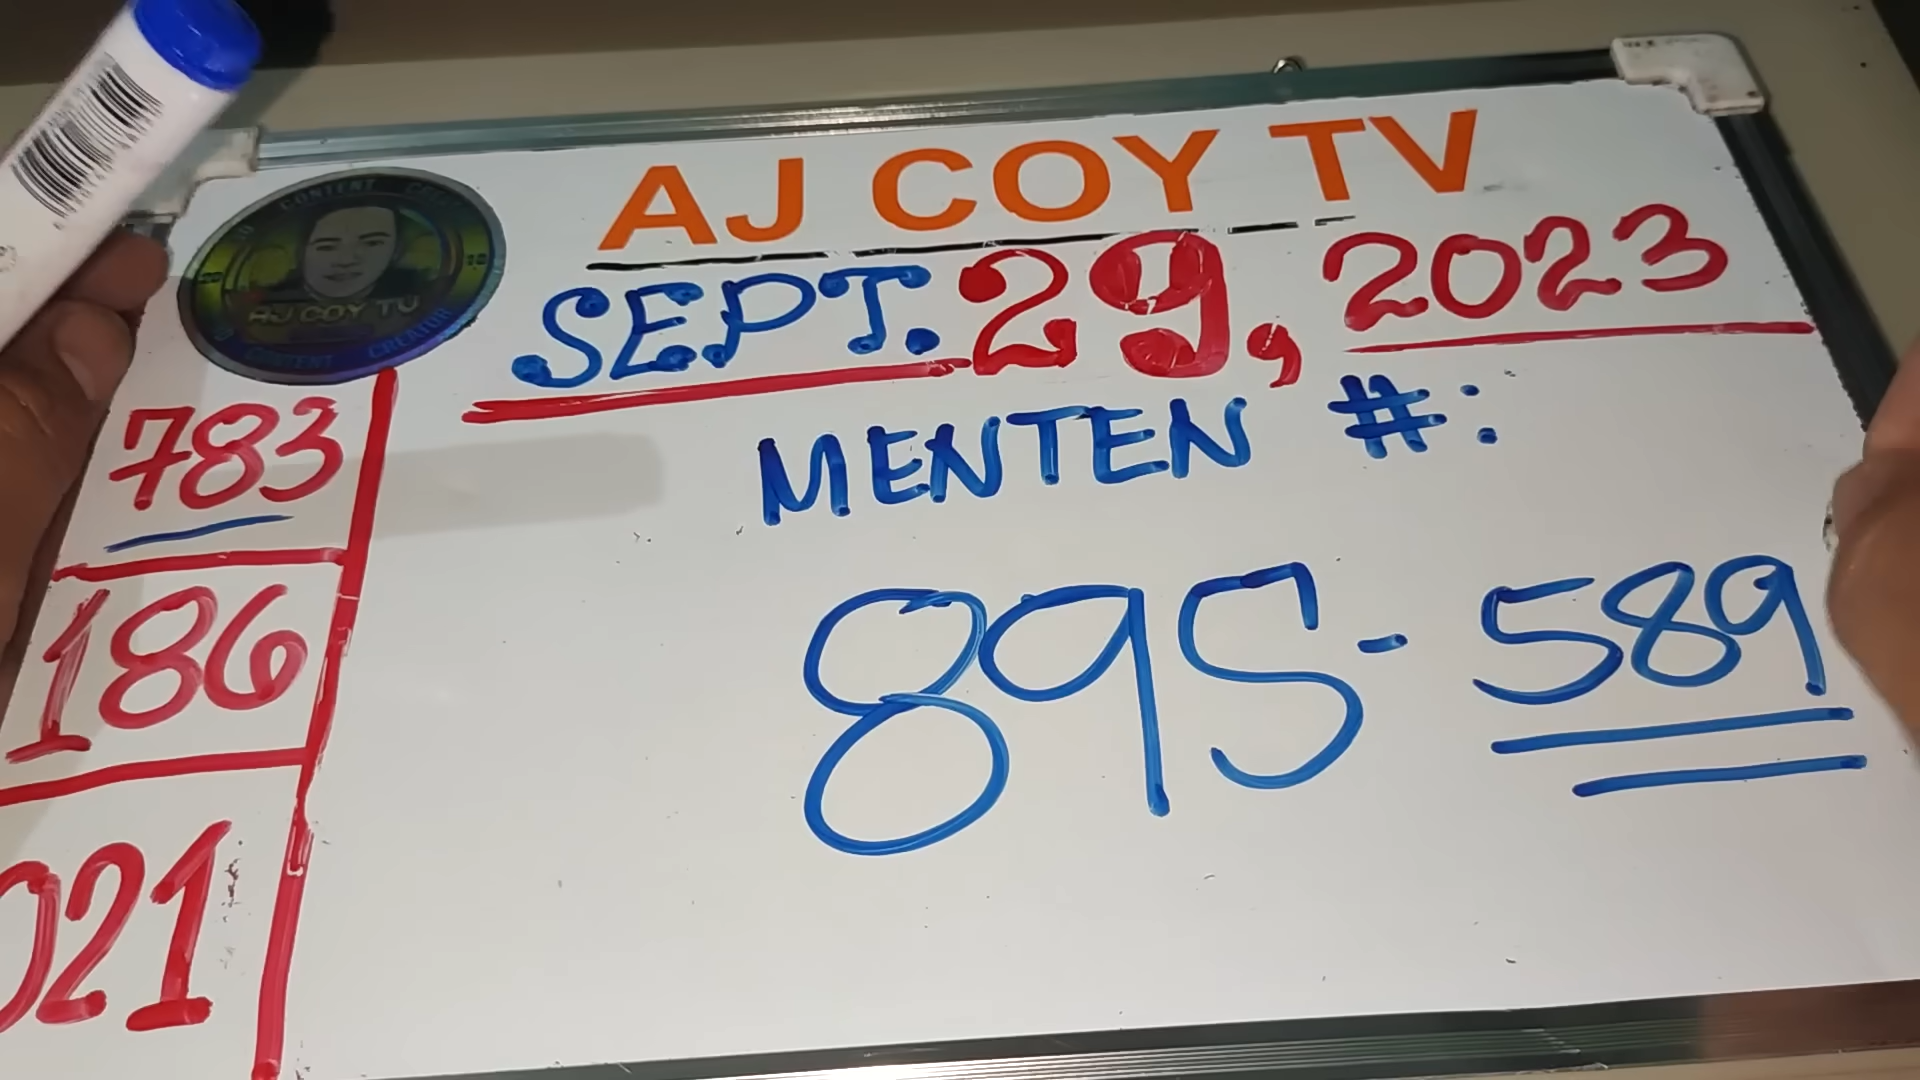 AJ COY TV
SEPT. 29, 2023
MENTEN #:
895 - 589
783
186
021
AJ COY TV
CONTENT CREATOR